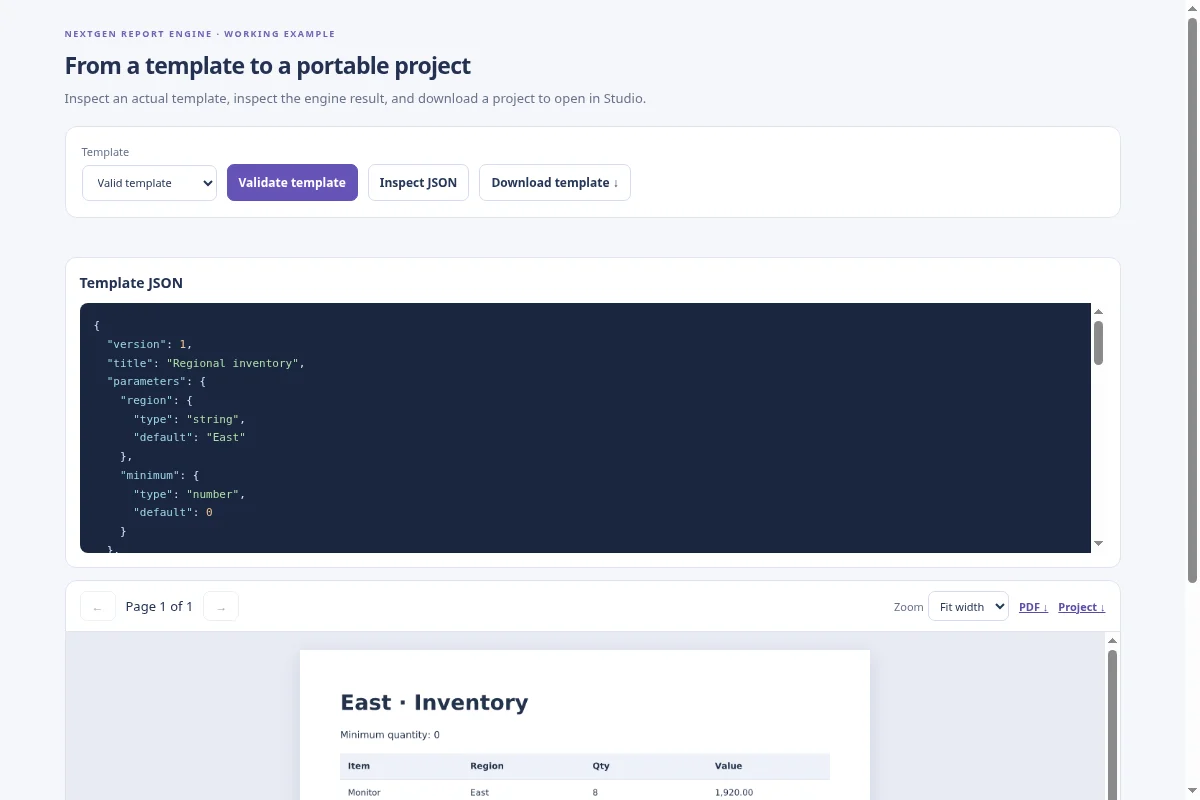 NEXTGEN REPORT ENGINE · WORKING EXAMPLE
From a template to a portable project
Inspect an actual template, inspect the engine result, and download a project to open in Studio.
Template
Valid template
Validate template
Inspect JSON
Download template ↓
Template JSON
{
  "version": 1,
  "title": "Regional inventory",
  "parameters": {
    "region": {
      "type": "string",
      "default": "East"
    },
    "minimum": {
      "type": "number",
      "default": 0
    }
  },
← Page 1 of 1 → Zoom Fit width PDF ↓ Project ↓
East · Inventory
Minimum quantity: 0
Item Region Qty Value
Monitor East 8 1,920.00